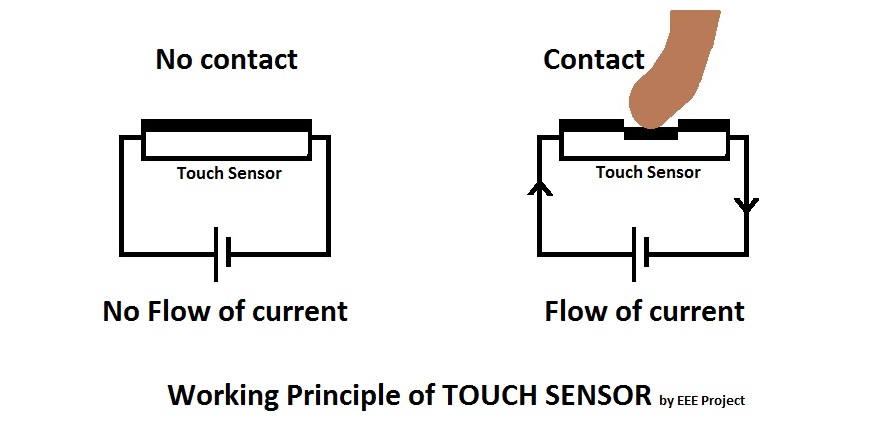 No contact
Contact
Touch Sensor
Touch Sensor
No Flow of current
Flow of current
Working Principle of TOUCH SENSOR by EEE Project